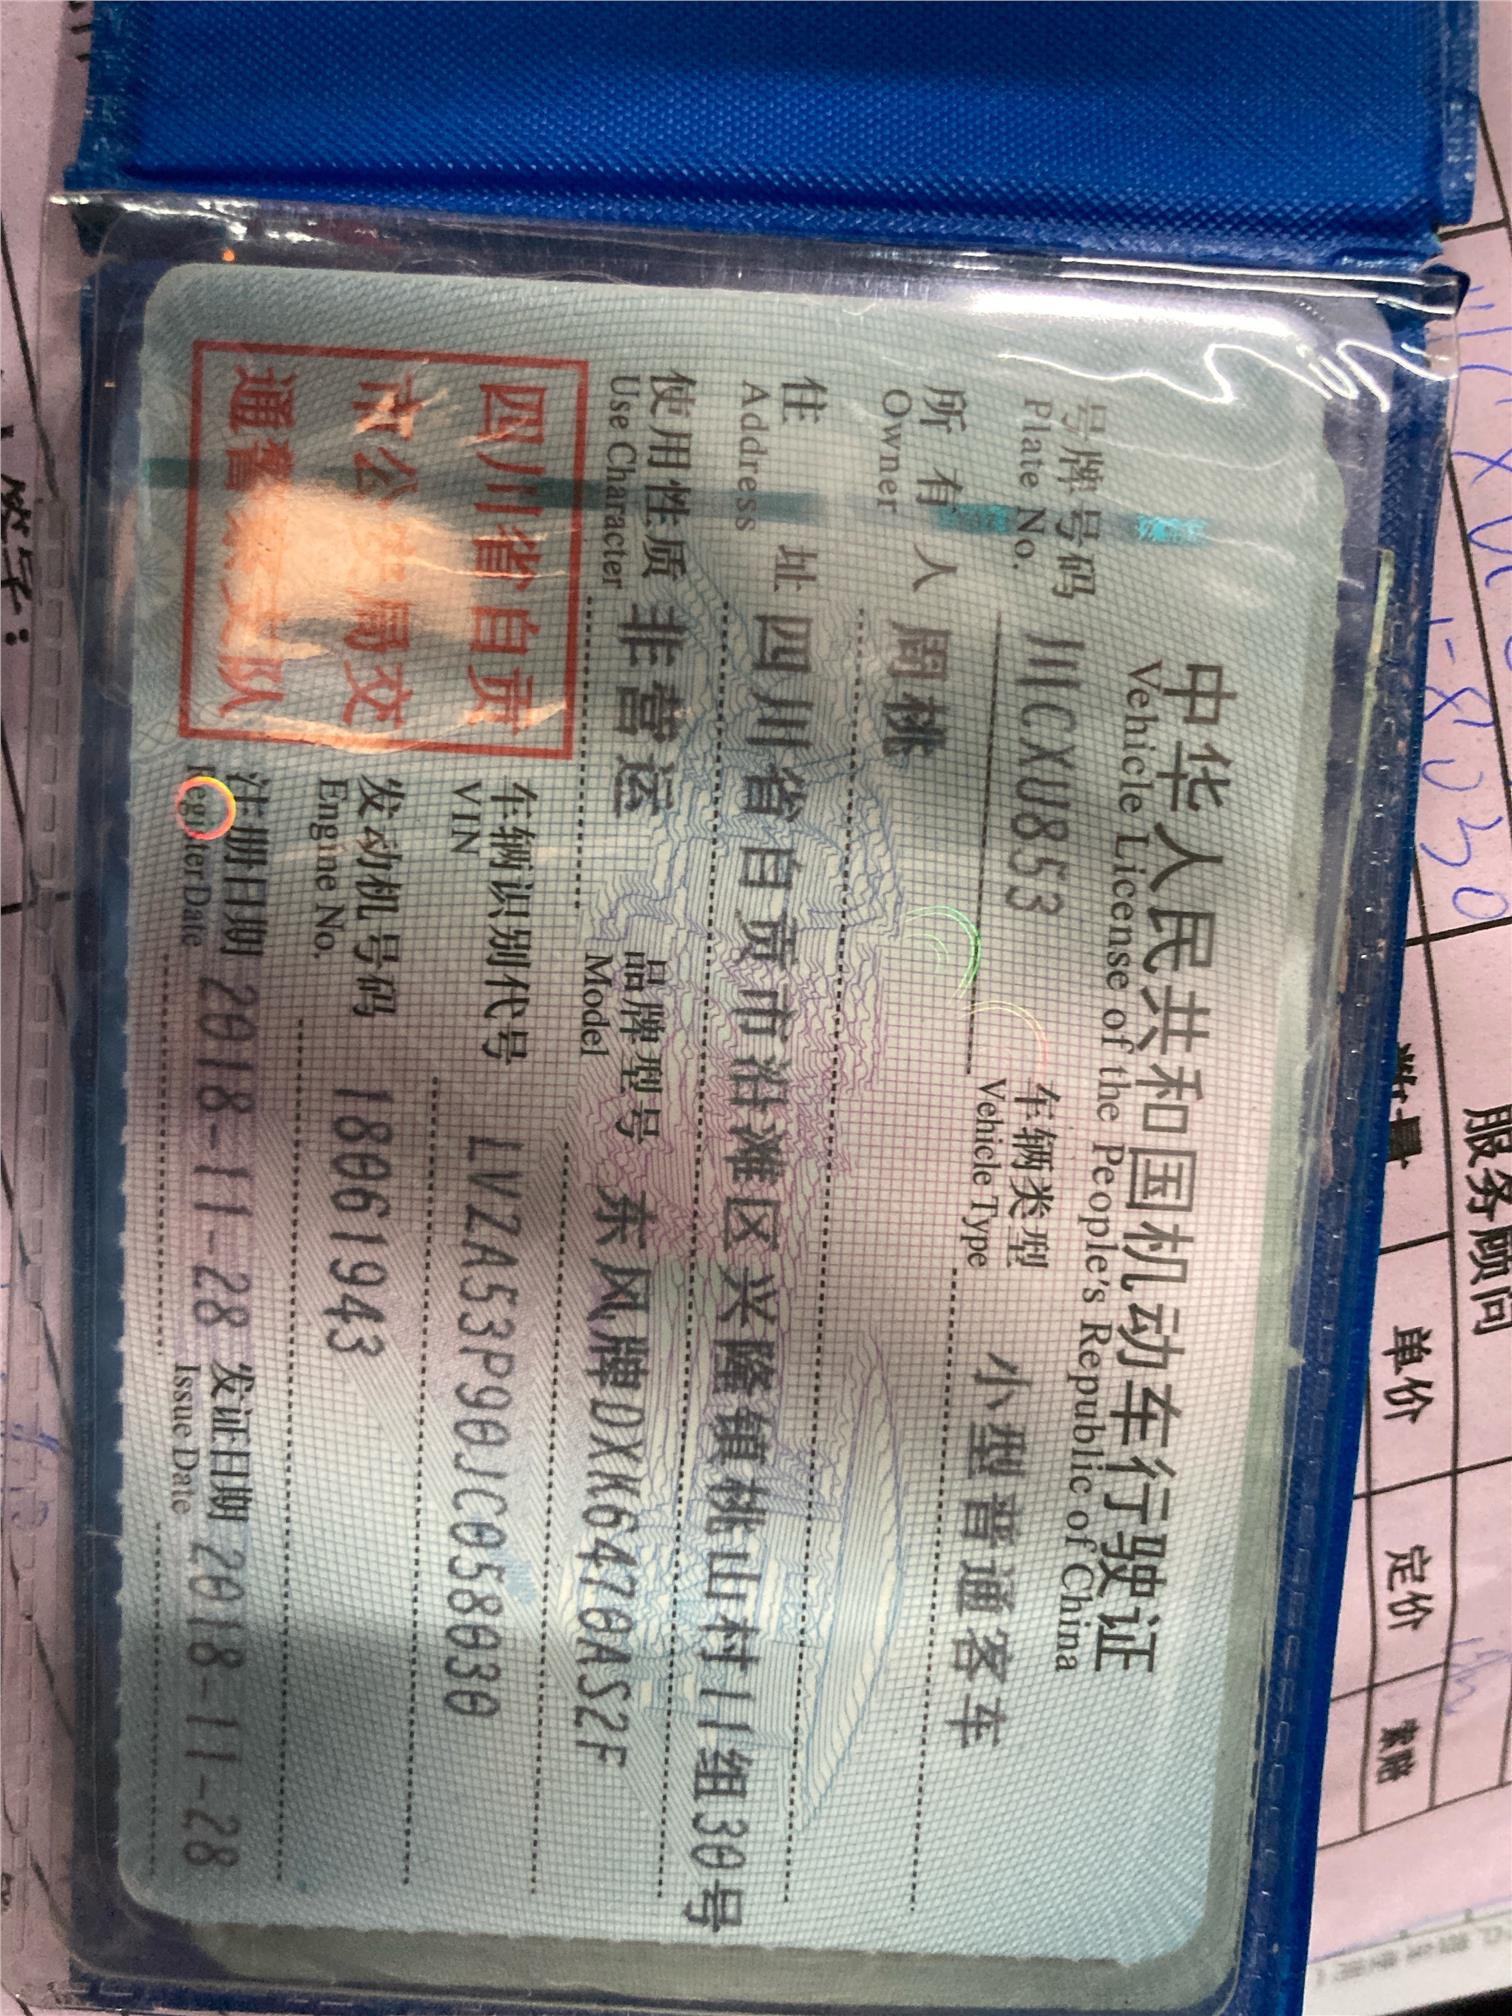 中华人民共和国机动车行驶证
Vehicle License of the People's Republic of China
号牌号码 川CXU853 车辆类型 小型普通客车
Plate No. Vehicle Type
所有人 周桃
Owner
住址 四川省自贡市沿滩区兴隆镇桃山村11组30号
Address
使用性质 非营运 品牌型号 东风牌DXK6470AS2F
Use Character Model
四川省自贡
市公安局交
通警察支队
车辆识别代号 LVZA53P90JC058030
VIN
发动机号码 18061943
Engine No.
注册日期 2018-11-28 发证日期 2018-11-28
Register Date Issue Date
服务顾问
数量 单价 定价 索赔
签字：